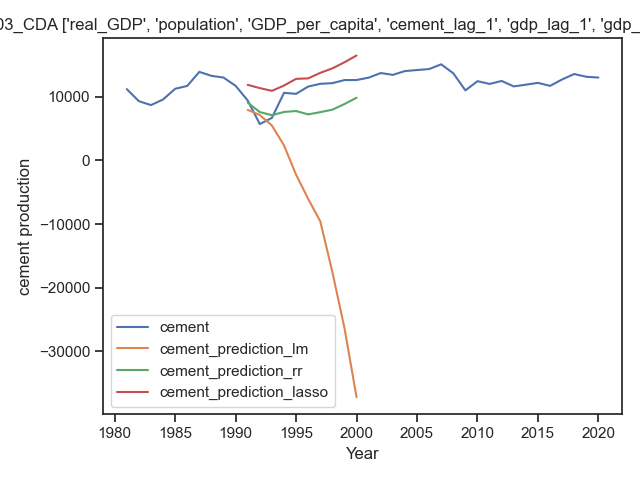 03_CDA ['real_GDP', 'population', 'GDP_per_capita', 'cement_lag_1', 'gdp_lag_1', 'gdp_
10000
0
−10000
−20000
−30000
cement production
cement
cement_prediction_lm
cement_prediction_rr
cement_prediction_lasso
1980 1985 1990 1995 2000 2005 2010 2015 2020
Year